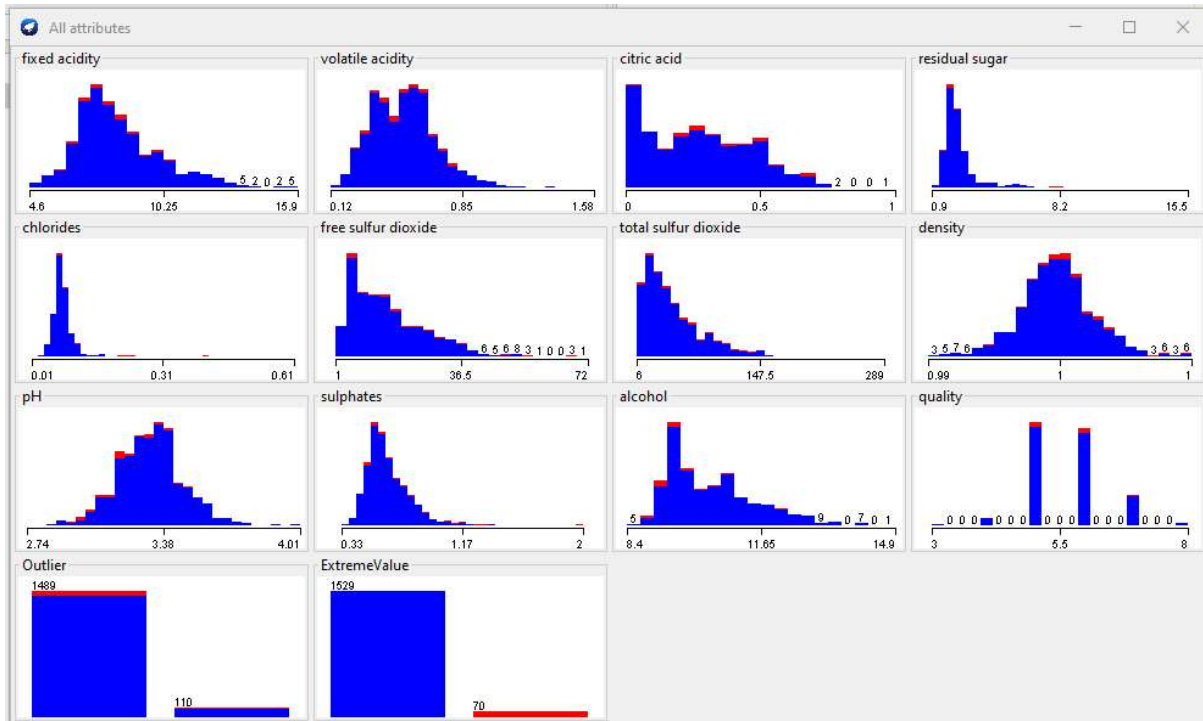 All attributes
fixed acidity volatile acidity citric acid residual sugar
5 2 0 2 5 2 0 0 1
4.6 10.25 15.9 0.12 0.85 1.58 0 0.5 1 0.9 8.2 15.5
chlorides free sulfur dioxide total sulfur dioxide density
6 5 6 8 3 1 0 0 3 1 3 5 7 6 3 6 3 6
0.01 0.31 0.61 1 36.5 72 6 147.5 289 0.99 1 1
pH sulphates alcohol quality
5 9 0 7 0 1 0 0 0 0 0 0 0 0 0 0 0 0 0 0 0
2.74 3.38 4.01 0.33 1.17 2 8.4 11.65 14.9 3 5.5 8
Outlier ExtremeValue
1489 1529
110 70